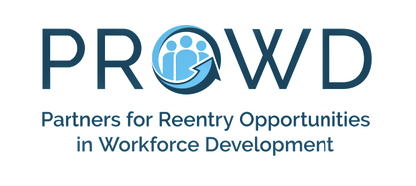 PROWD
Partners for Reentry Opportunities
in Workforce Development